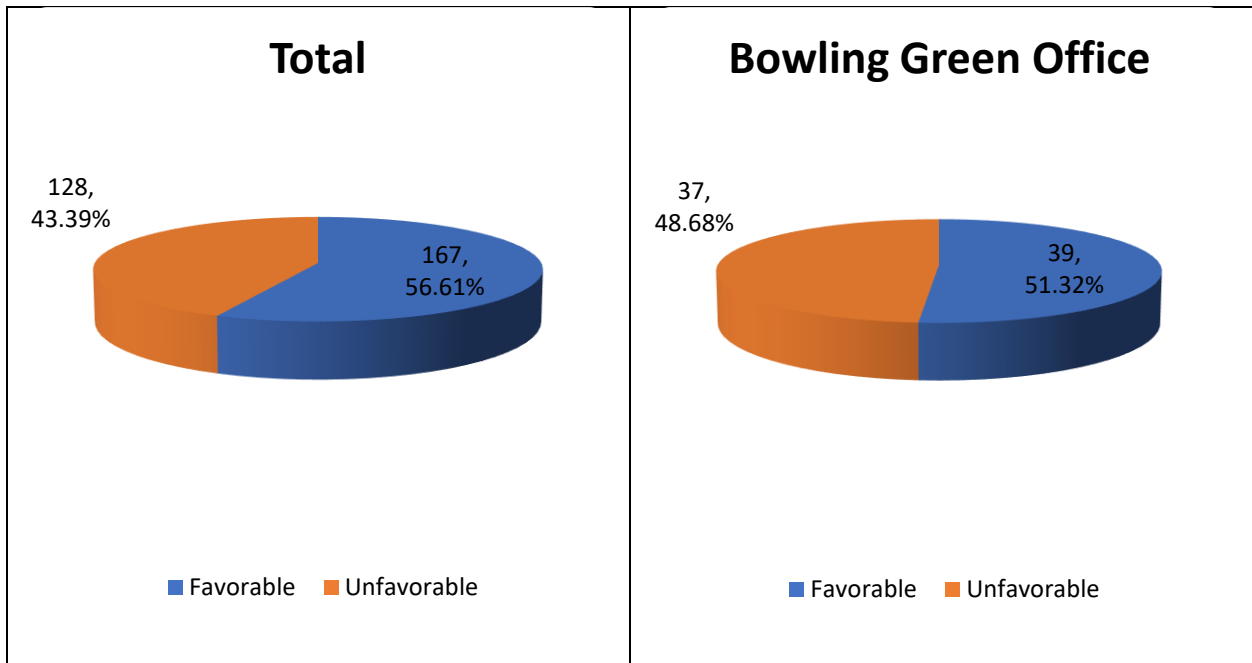 Total
128,
43.39%
167,
56.61%
Favorable Unfavorable
Bowling Green Office
37,
48.68%
39,
51.32%
Favorable Unfavorable